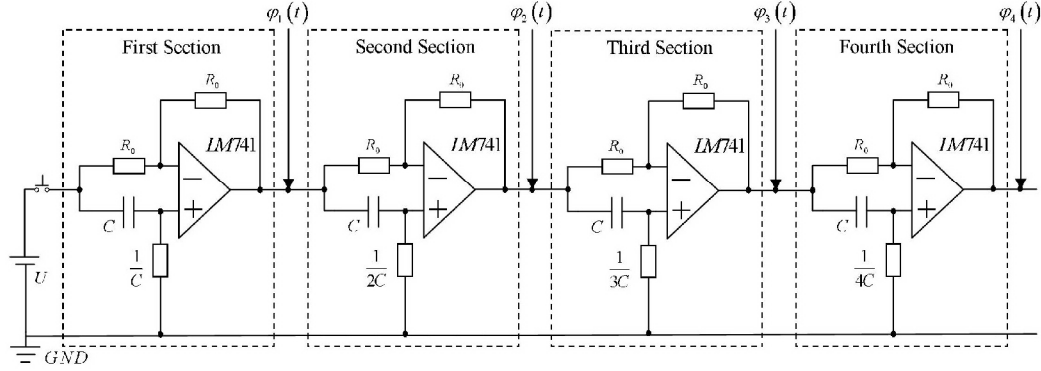 φ₁(t) φ₂(t) φ₃(t) φ₄(t)
First Section Second Section Third Section Fourth Section
R₀ R₀ R₀ R₀
R₀ LM741 R₀ LM741 R₀ LM741 R₀ LM741
− − − −
+ + + +
C C C C
1/C 1/2C 1/3C 1/4C
U
GND